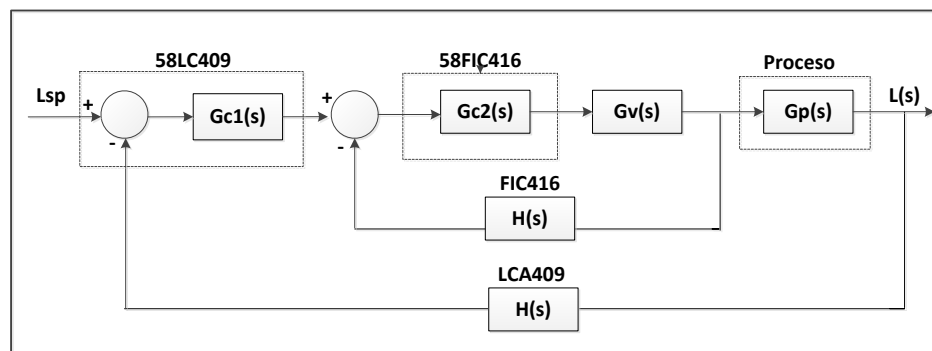 58LC409
58FIC416
Proceso
Lsp
+
-
Gc1(s)
+
-
Gc2(s)
Gv(s)
Gp(s)
L(s)
FIC416
H(s)
LCA409
H(s)